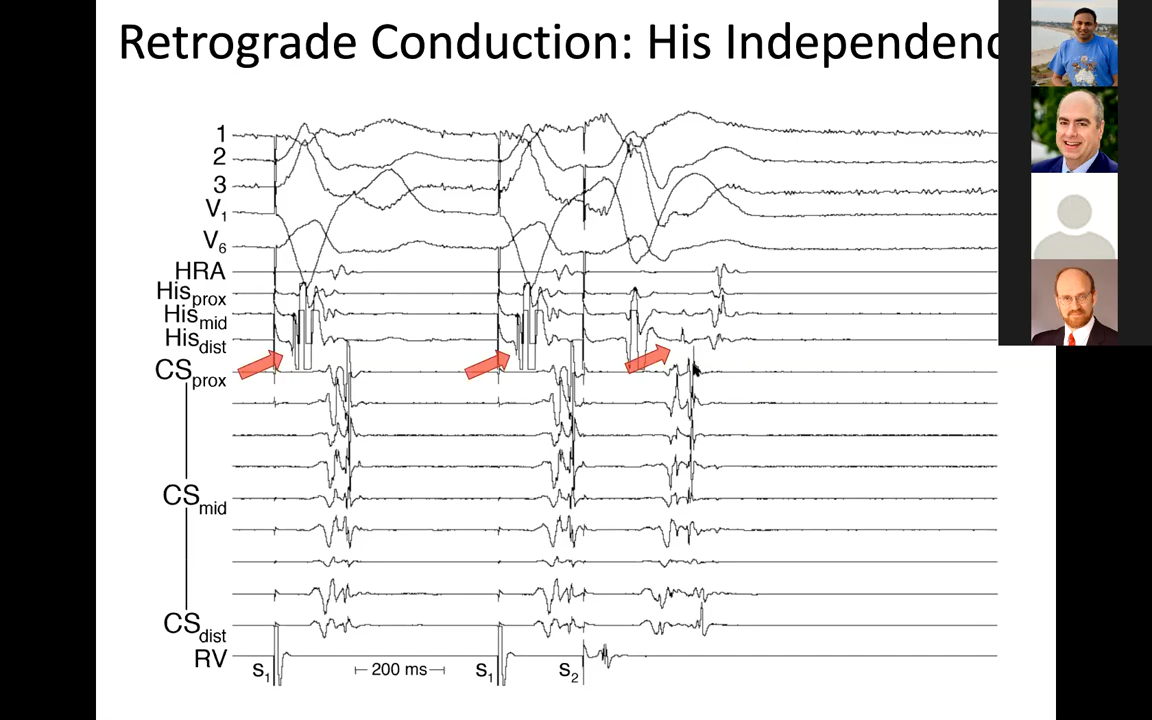 Retrograde Conduction: His Independenc
1
2
3
V1
V6
HRA
Hisprox
Hismid
Hisdist
CSprox
CSmid
CSdist
RV
S1 200 ms S1 S2